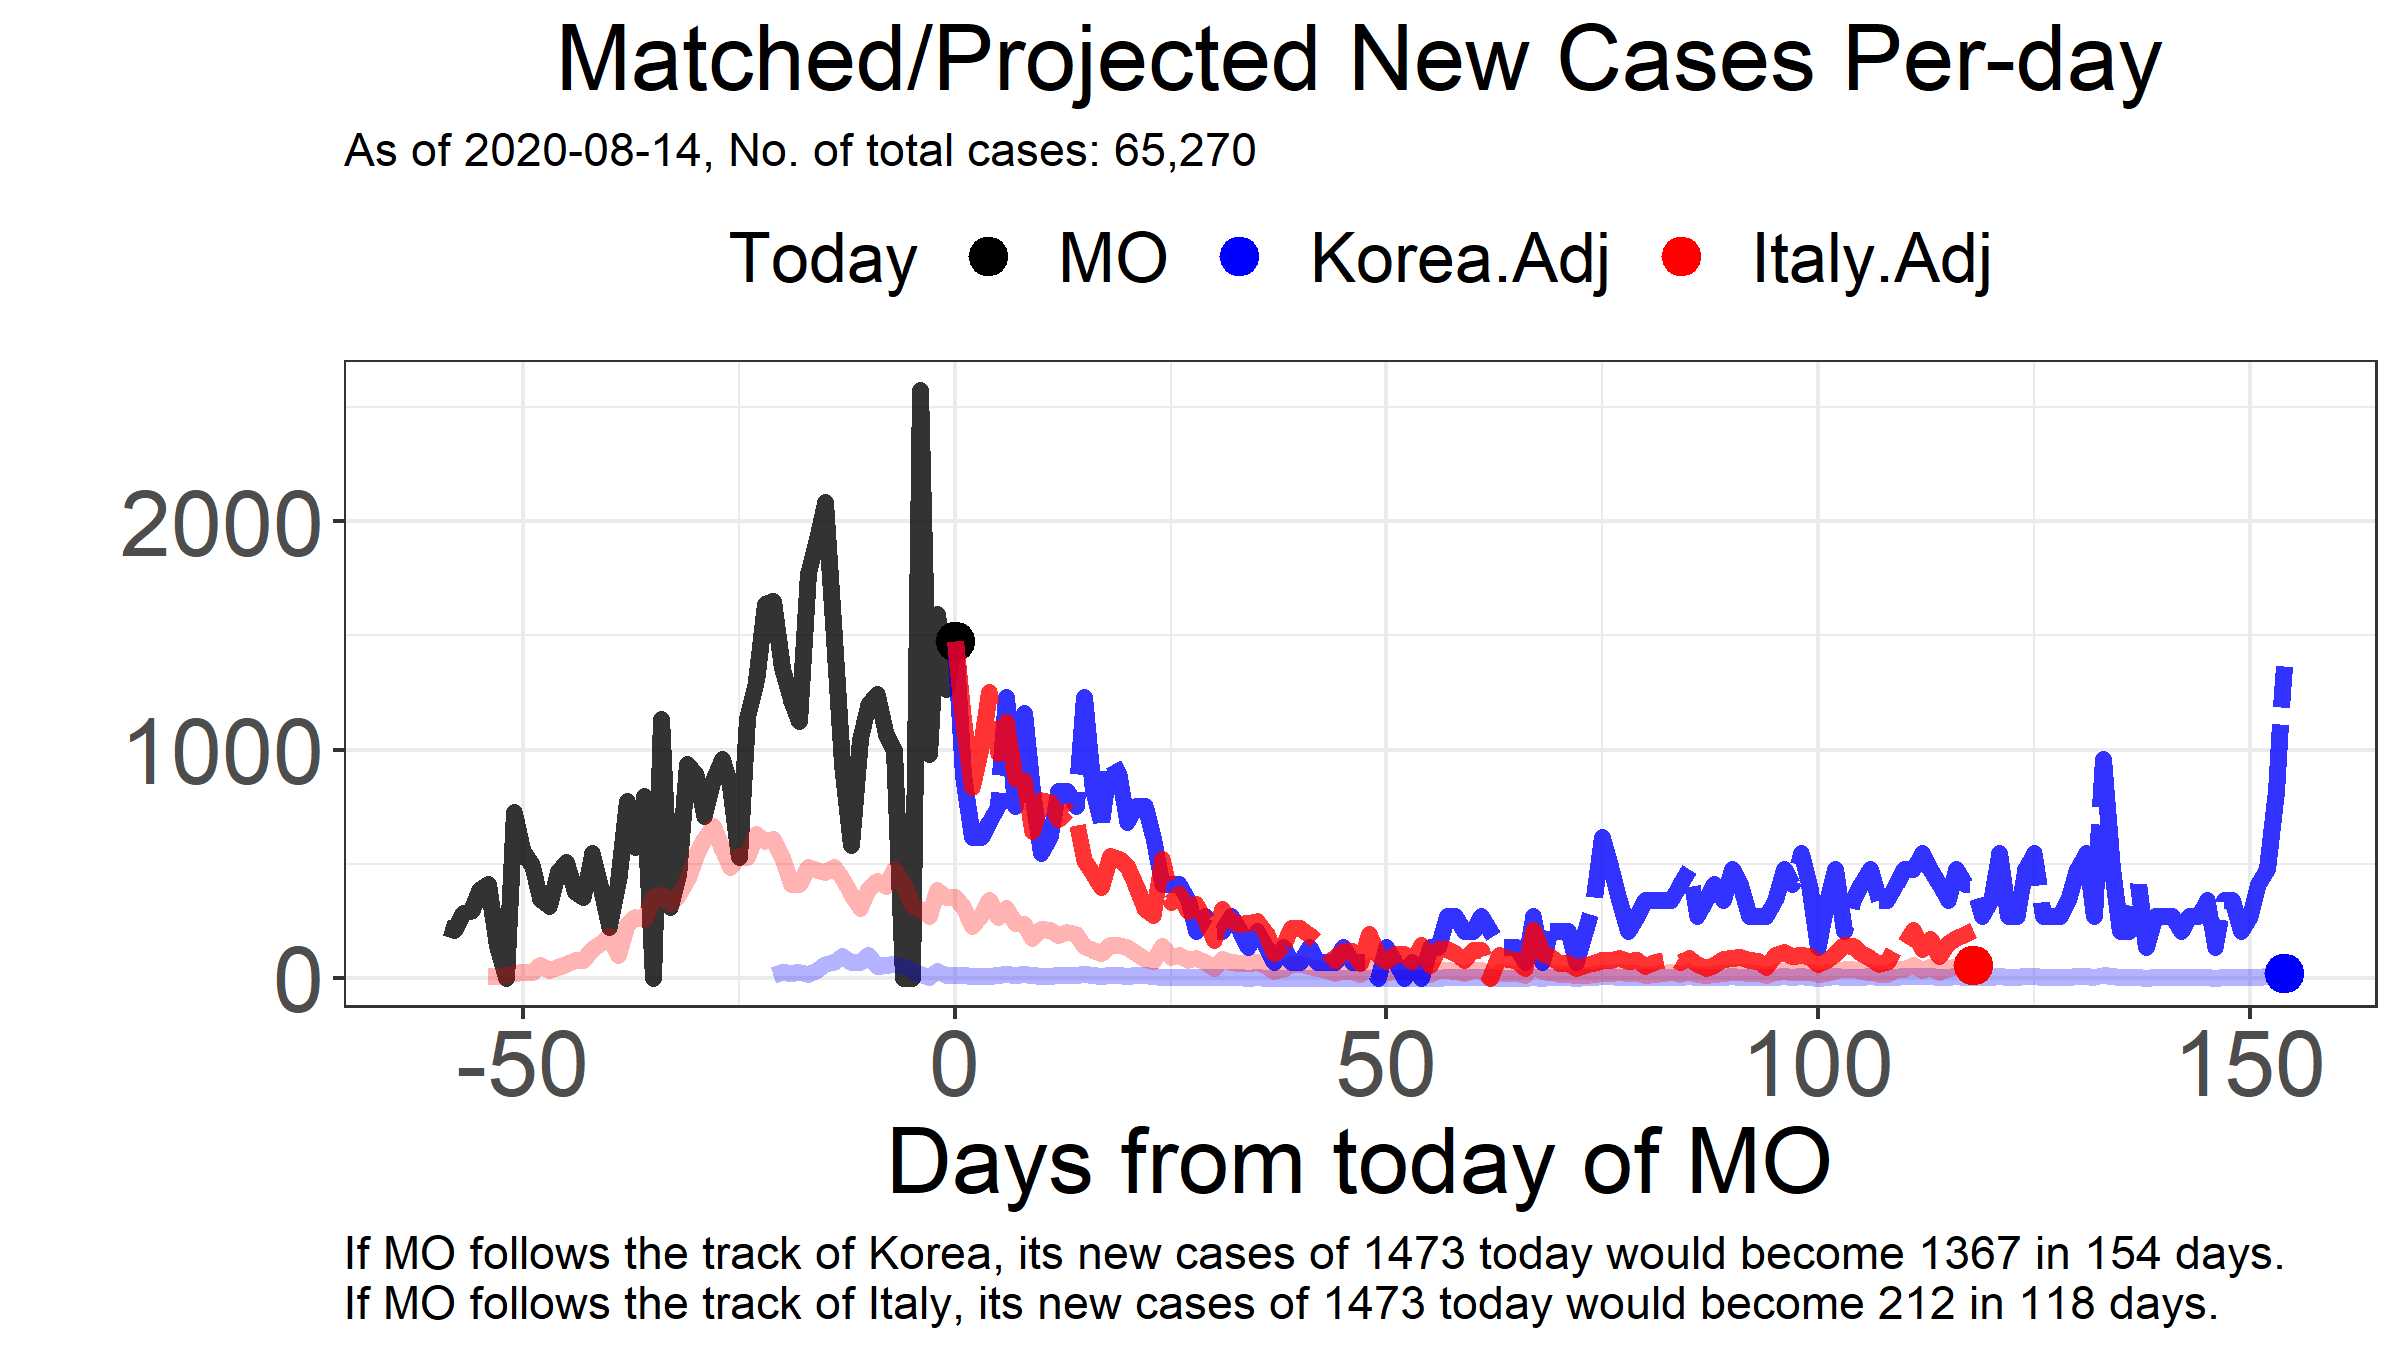 Matched/Projected New Cases Per-day
As of 2020-08-14, No. of total cases: 65,270
Today MO Korea.Adj Italy.Adj
2000
1000
0
-50 0 50 100 150
Days from today of MO
If MO follows the track of Korea, its new cases of 1473 today would become 1367 in 154 days.
If MO follows the track of Italy, its new cases of 1473 today would become 212 in 118 days.